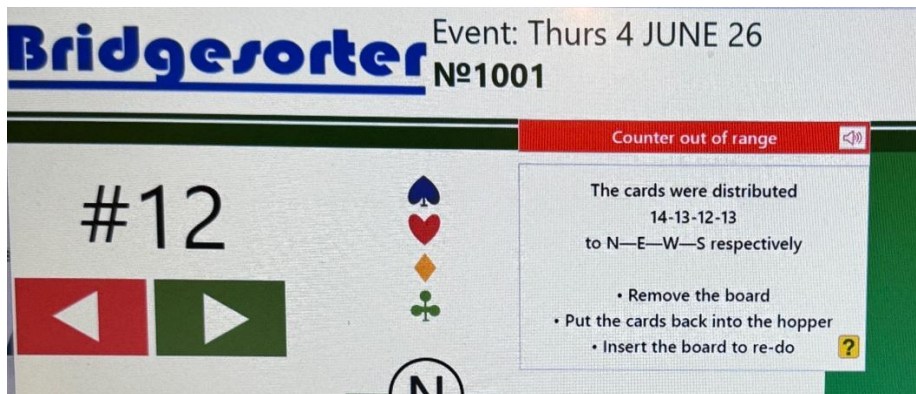 Bridgesorter
Event: Thurs 4 JUNE 26
№1001
Counter out of range
#12
The cards were distributed
14-13-12-13
to N—E—W—S respectively
• Remove the board
• Put the cards back into the hopper
• Insert the board to re-do
?
N